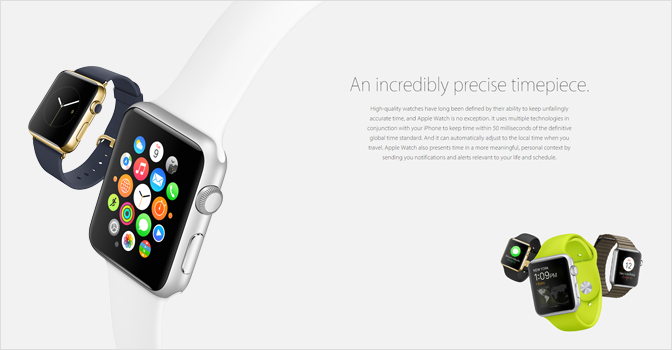 An incredibly precise timepiece.
High-quality watches have long been defined by their ability to keep unfailingly
accurate time, and Apple Watch is no exception. It uses multiple technologies in
conjunction with your iPhone to keep time within 50 milliseconds of the definitive
global time standard. And it can automatically adjust to the local time when you
travel. Apple Watch also presents time in a more meaningful, personal context by
sending you notifications and alerts relevant to your life and schedule.
9
NEW YORK
1:09PM
12